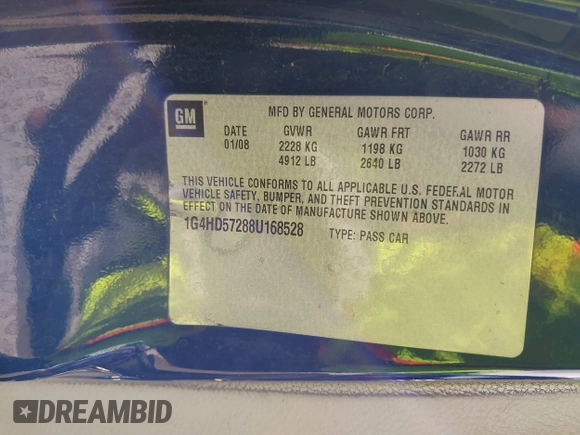 GM
MFD BY GENERAL MOTORS CORP.
DATE GVWR GAWR FRT GAWR RR
01/08 2228 KG 1198 KG 1030 KG
4912 LB 2640 LB 2272 LB
THIS VEHICLE CONFORMS TO ALL APPLICABLE U.S. FEDERAL MOTOR
VEHICLE SAFETY, BUMPER, AND THEFT PREVENTION STANDARDS IN
EFFECT ON THE DATE OF MANUFACTURE SHOWN ABOVE.
1G4HD57288U168528 TYPE: PASS CAR
DREAMBID